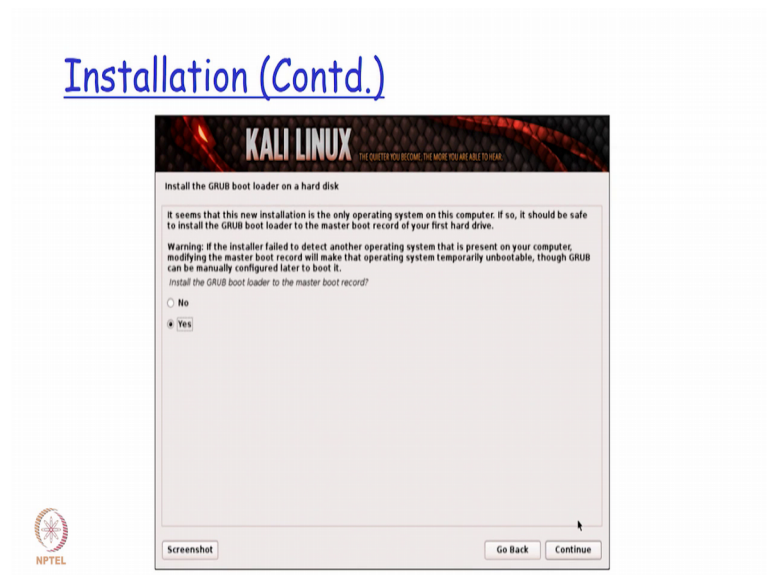 Installation (Contd.)
KALI LINUX THE QUIETER YOU BECOME, THE MORE YOU ARE ABLE TO HEAR.
Install the GRUB boot loader on a hard disk
It seems that this new installation is the only operating system on this computer. If so, it should be safe
to install the GRUB boot loader to the master boot record of your first hard drive.
Warning: If the installer failed to detect another operating system that is present on your computer,
modifying the master boot record will make that operating system temporarily unbootable, though GRUB
can be manually configured later to boot it.
Install the GRUB boot loader to the master boot record?
No
Yes
Screenshot Go Back Continue
NPTEL